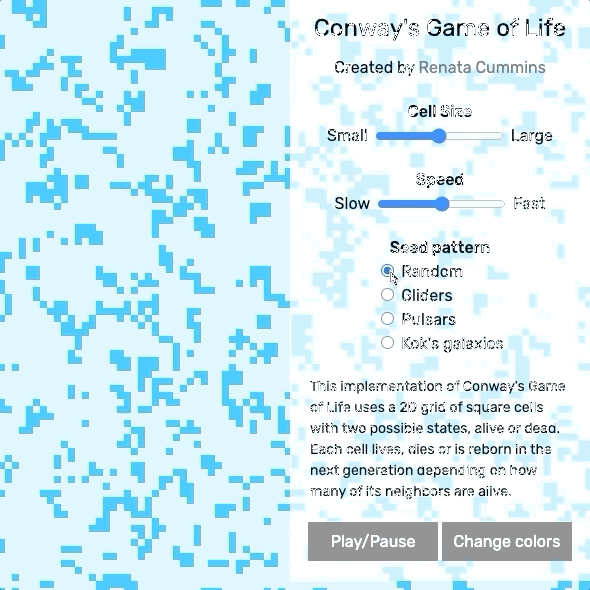 Conway's Game of Life
Created by Renata Cummins
Cell Size
Small Large
Speed
Slow Fast
Seed pattern
Random
Gliders
Pulsars
Kok's galaxies
This implementation of Conway's Game
of Life uses a 2D grid of square cells
with two possible states, alive or dead.
Each cell lives, dies or is reborn in the
next generation depending on how
many of its neighbors are alive.
Play/Pause Change colors